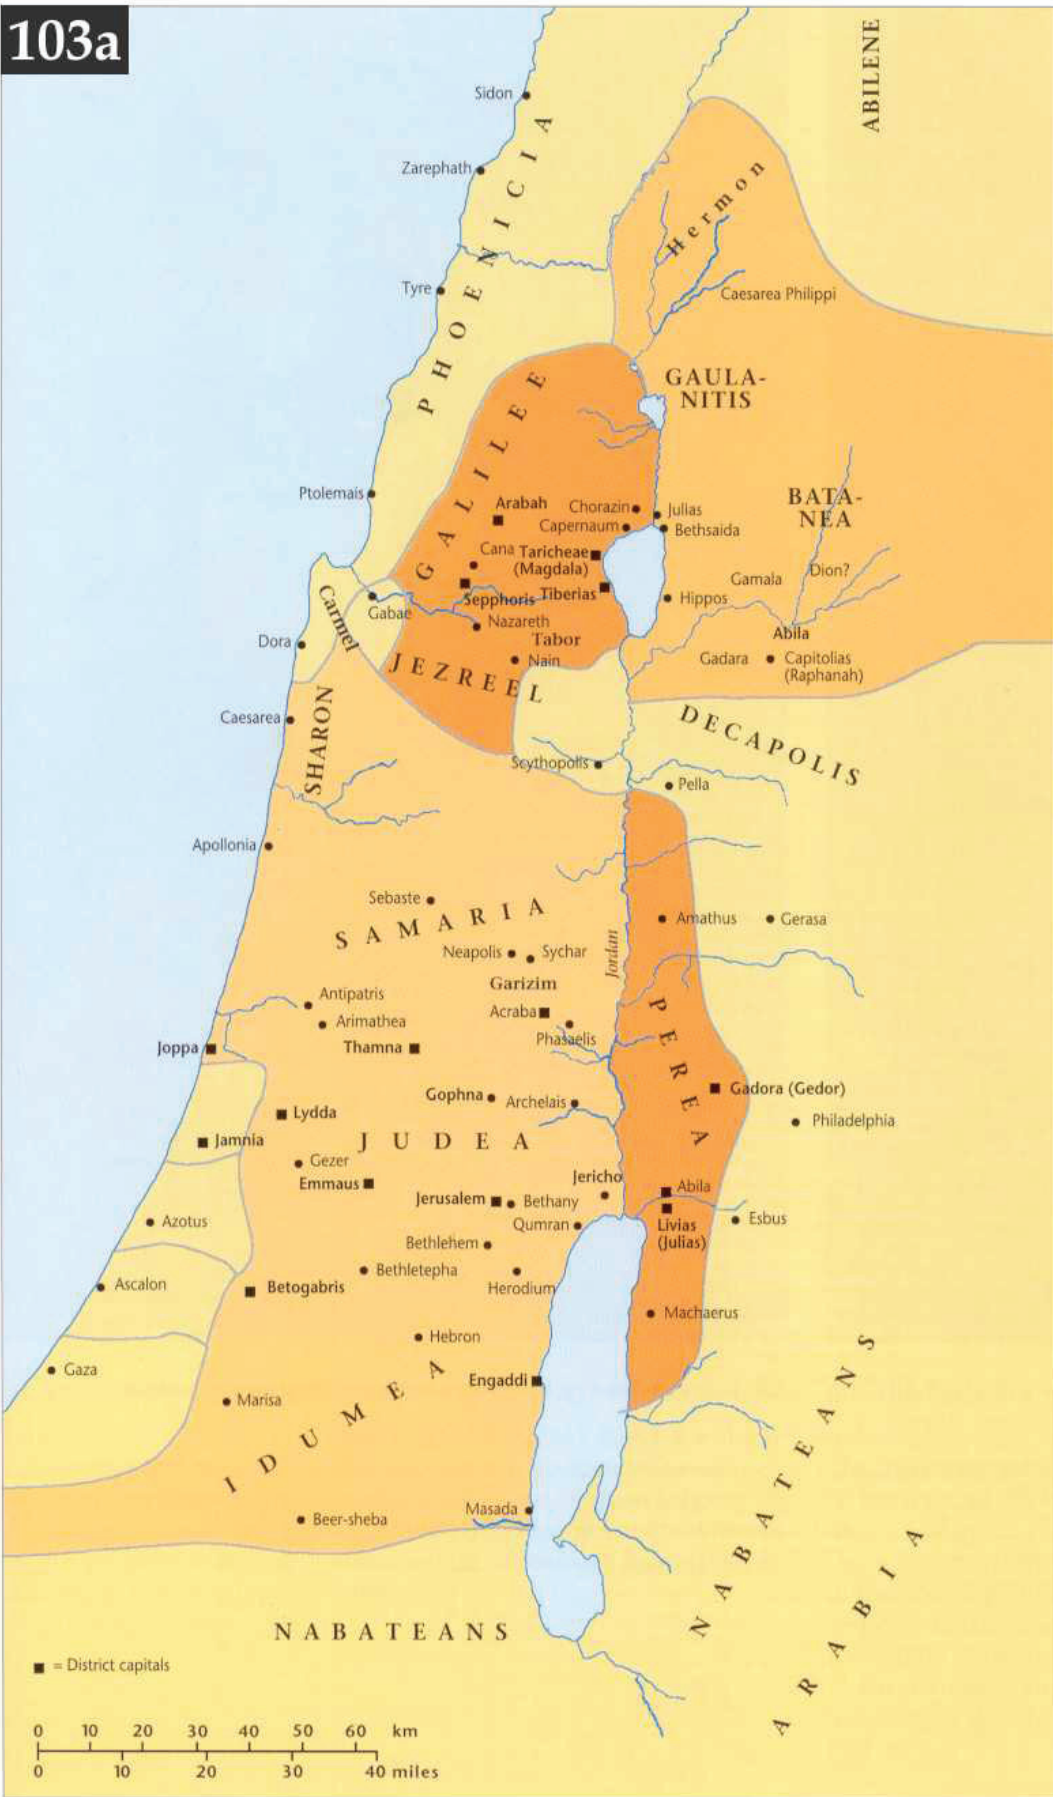 103a
ABILENE
Sidon
PHOENICIA
Zarephath
Hermon
Tyre
Caesarea Philippi
GALILEE
GAULA-
NITIS
Ptolemais
Arabah
Chorazin
Julias
BATA-
NEA
Capernaum
Bethsaida
Cana
Taricheae
(Magdala)
Dion?
Gamala
Carmel
Gabae
Sepphoris
Tiberias
Hippos
Nazareth
Abila
Dora
Tabor
JEZREEL
Nain
Gadara
Capitolias
(Raphanah)
Caesarea
SHARON
DECAPOLIS
Scythopolis
Pella
Apollonia
Sebaste
SAMARIA
Amathus
Gerasa
Neapolis
Sychar
Jordan
Garizim
Antipatris
Acraba
PEREA
Arimathea
Phasaelis
Joppa
Thamna
Gophna
Archelais
Gadora (Gedor)
Lydda
Philadelphia
Jamnia
JUDEA
Gezer
Emmaus
Jericho
Abila
Jerusalem
Bethany
Azotus
Qumran
Livias
(Julias)
Esbus
Bethlehem
Bethletepha
Ascalon
Betogabris
Herodium
Machaerus
Hebron
Gaza
Engaddi
Marisa
IDUMEA
NABATEANS
Masada
Beer-sheba
ARABIA
NABATEANS
= District capitals
0 10 20 30 40 50 60 km
0 10 20 30 40 miles